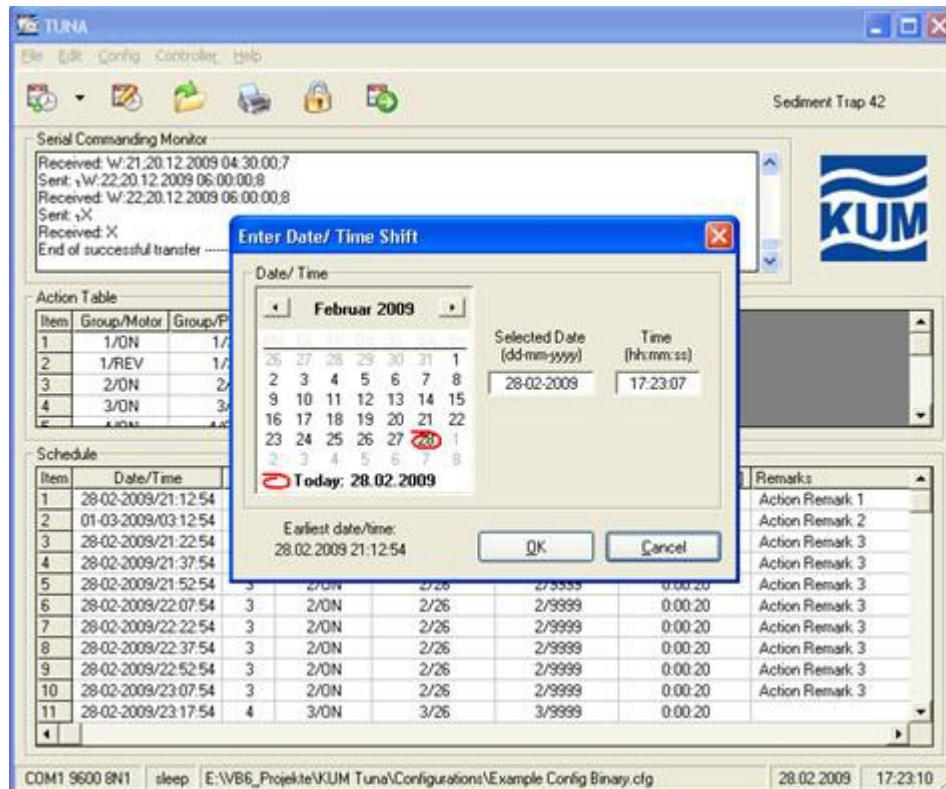 TUNA
File Edit Config Controller Help
Sediment Trap 42
Serial Commanding Monitor
Received: W:21;20.12.2009 04:30:00;7
Sent: W:22;20.12.2009 06:00:00;8
Received: W:22;20.12.2009 06:00:00;8
Sent: X
Received: X
End of successful transfer
KUM
Enter Date/ Time Shift
Date/ Time
Februar 2009
26 27 28 29 30 31 1
2 3 4 5 6 7 8
9 10 11 12 13 14 15
16 17 18 19 20 21 22
23 24 25 26 27 28 1
2 3 4 5 6 7 8
Today: 28.02.2009
Selected Date
(dd-mm-yyyy)
28-02-2009
Time
(hh:mm:ss)
17:23:07
Earliest date/time:
28.02.2009 21:12:54
OK
Cancel
Action Table
Item Group/Motor Group/P
1 1/ON
2 1/REV
3 2/ON
4 3/ON
Schedule
Item Date/Time Remarks
1 28-02-2009/21:12:54 Action Remark 1
2 01-03-2009/03:12:54 Action Remark 2
3 28-02-2009/21:22:54 Action Remark 3
4 28-02-2009/21:37:54 Action Remark 3
5 28-02-2009/21:52:54 3 2/ON 2/26 2/9999 0:00:20 Action Remark 3
6 28-02-2009/22:07:54 3 2/ON 2/26 2/9999 0:00:20 Action Remark 3
7 28-02-2009/22:22:54 3 2/ON 2/26 2/9999 0:00:20 Action Remark 3
8 28-02-2009/22:37:54 3 2/ON 2/26 2/9999 0:00:20 Action Remark 3
9 28-02-2009/22:52:54 3 2/ON 2/26 2/9999 0:00:20 Action Remark 3
10 28-02-2009/23:07:54 3 2/ON 2/26 2/9999 0:00:20 Action Remark 3
11 28-02-2009/23:17:54 4 3/ON 3/26 3/9999 0:00:20
COM1 9600 8N1 sleep E:\VB6_Projekte\KUM Tuna\Configurations\Example Config Binary.cfg 28.02.2009 17:23:10